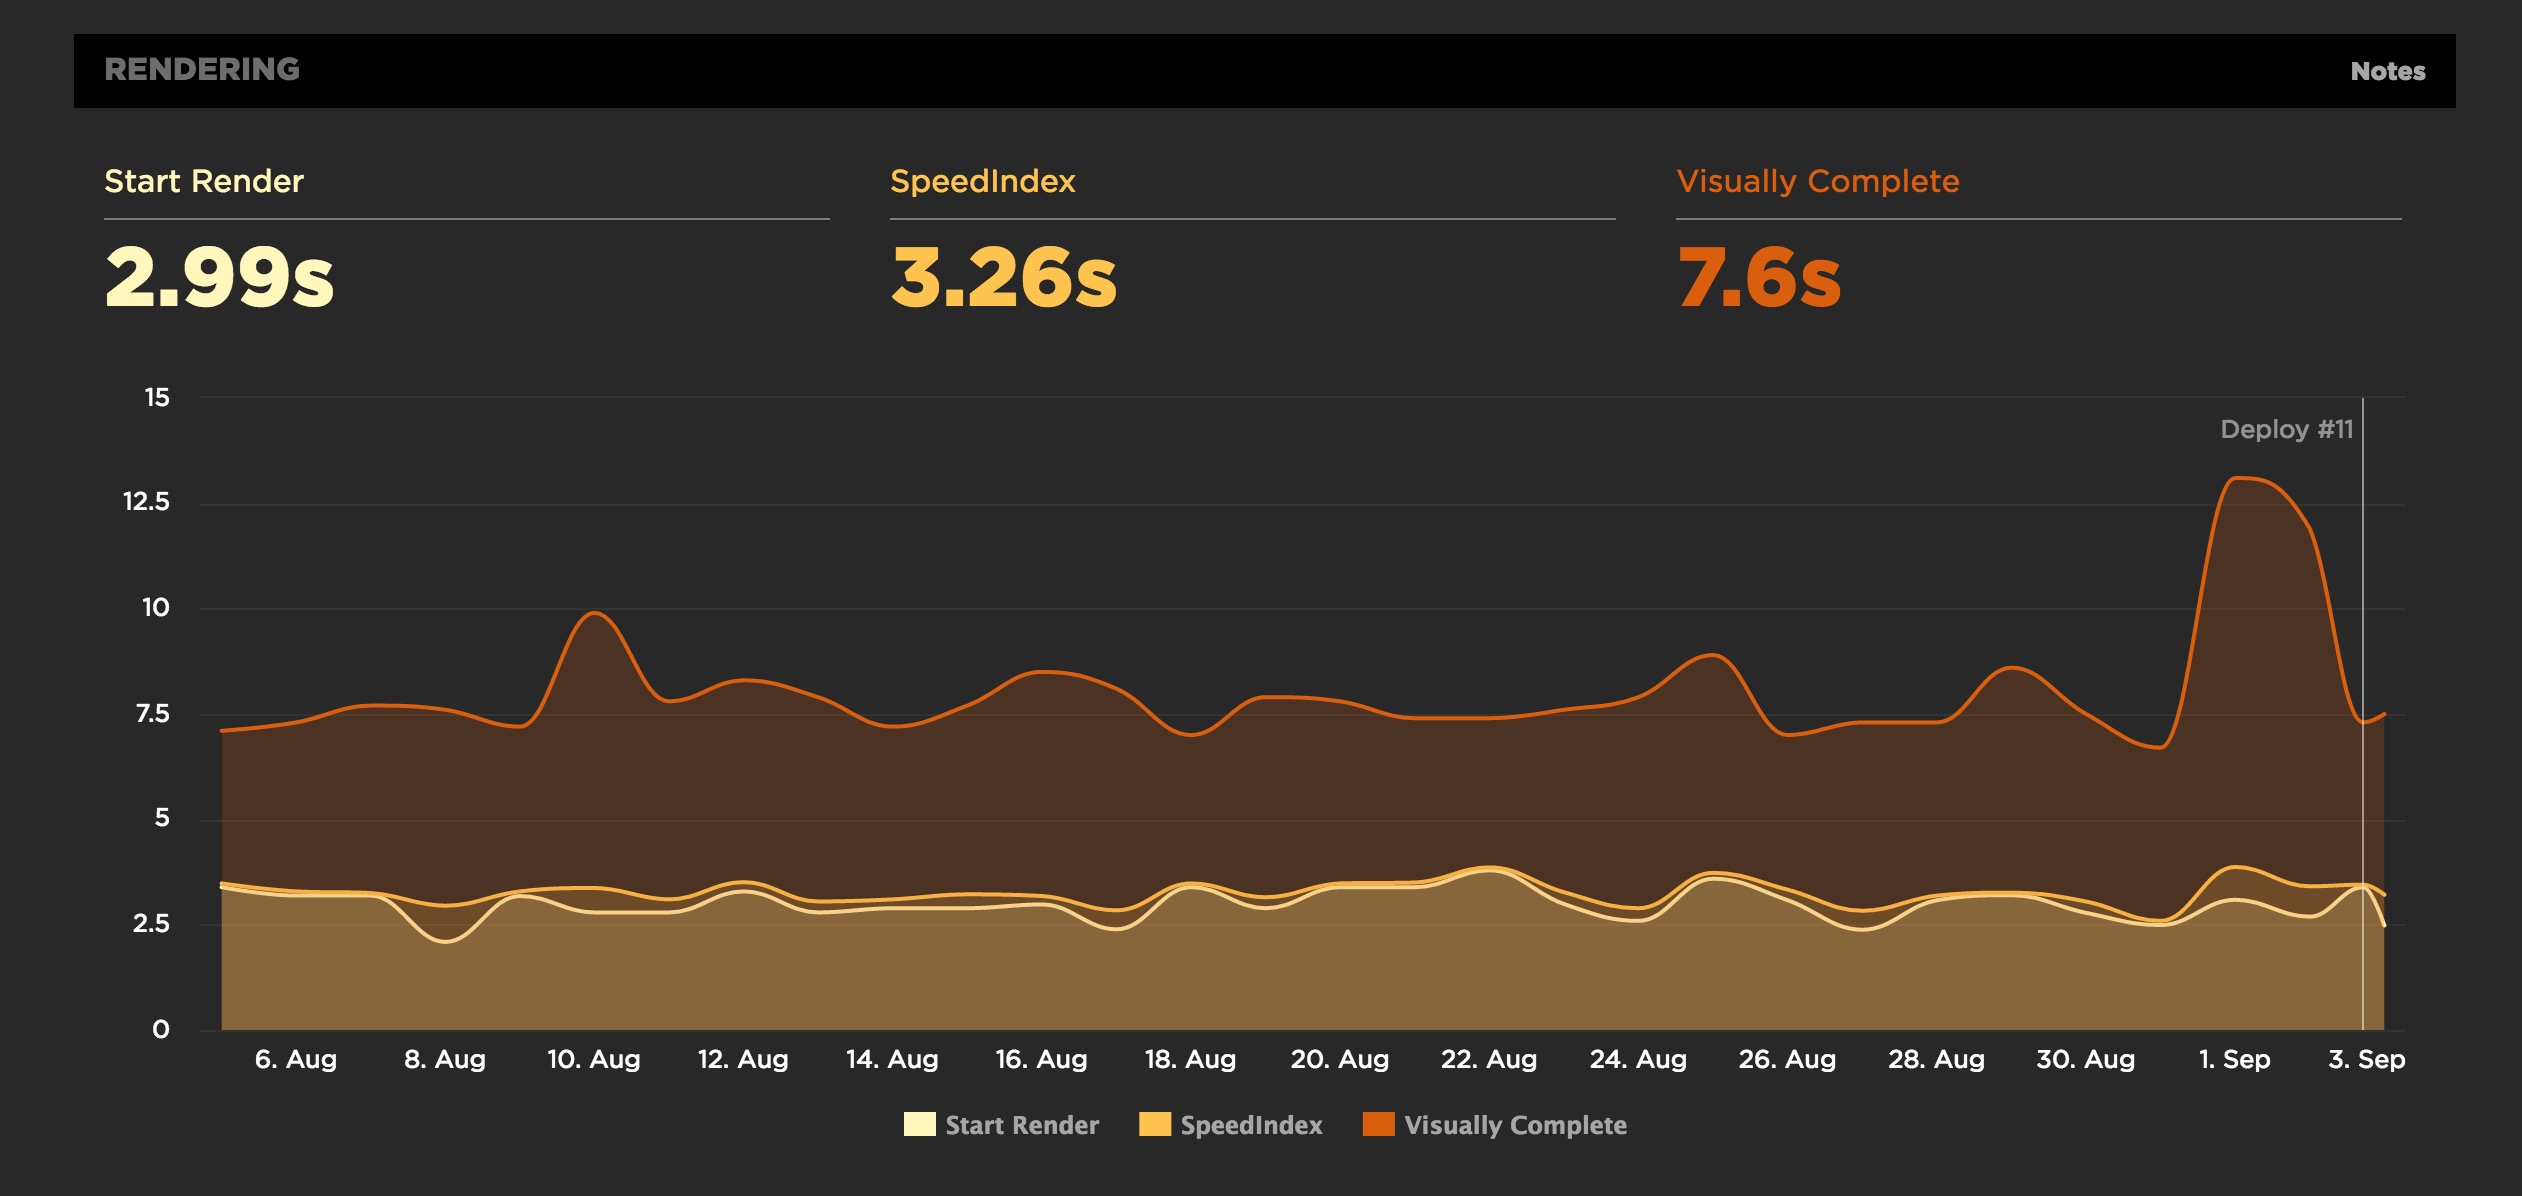 RENDERING
Notes
Start Render
SpeedIndex
Visually Complete
2.99s
3.26s
7.6s
15
Deploy #11
12.5
10
7.5
5
2.5
0
6. Aug
8. Aug
10. Aug
12. Aug
14. Aug
16. Aug
18. Aug
20. Aug
22. Aug
24. Aug
26. Aug
28. Aug
30. Aug
1. Sep
3. Sep
Start Render
SpeedIndex
Visually Complete